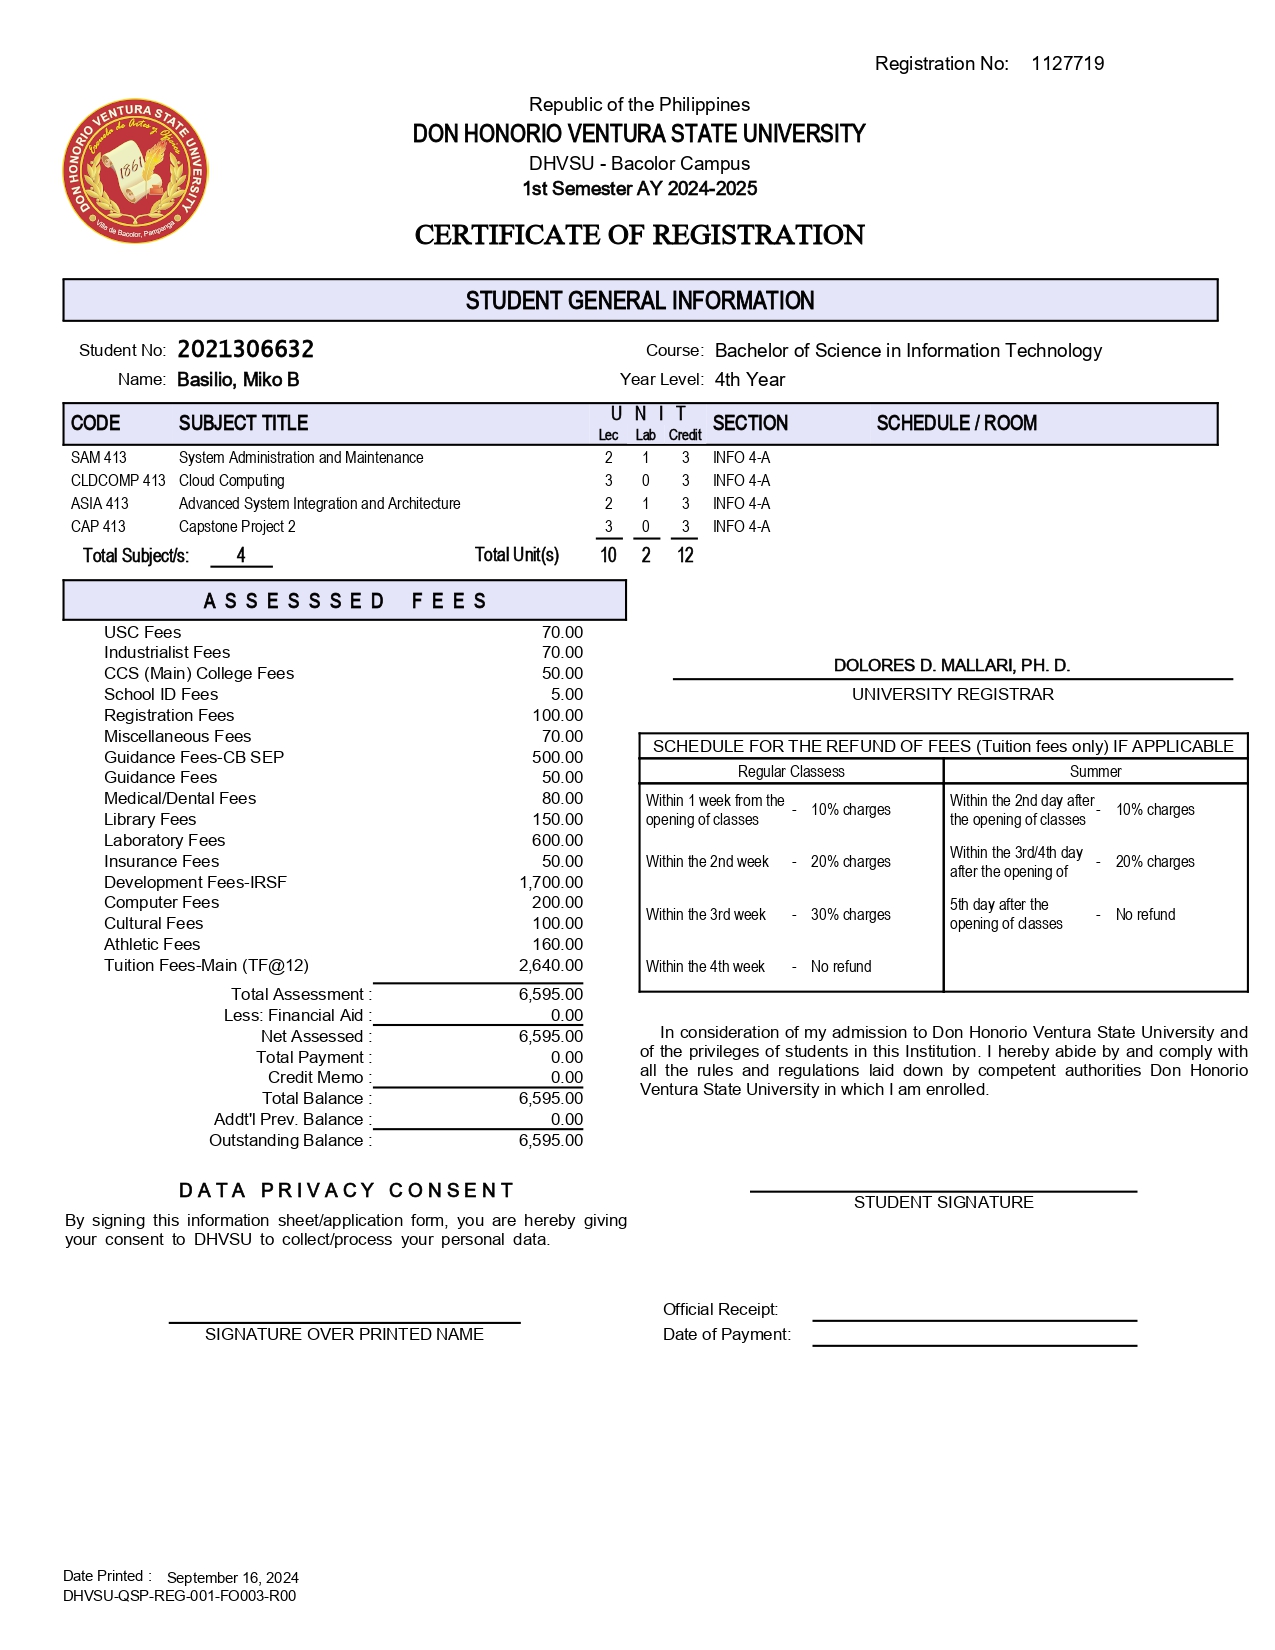 Registration No: 1127719
DON HONORIO VENTURA STATE UNIVERSITY
Escuela de Artes y Oficios
1861
Villa de Bacolor, Pampanga
Republic of the Philippines
DON HONORIO VENTURA STATE UNIVERSITY
DHVSU - Bacolor Campus
1st Semester AY 2024-2025
CERTIFICATE OF REGISTRATION
STUDENT GENERAL INFORMATION
Student No: 2021306632 Course: Bachelor of Science in Information Technology
Name: Basilio, Miko B Year Level: 4th Year
CODE SUBJECT TITLE U N I T SECTION SCHEDULE / ROOM
Lec Lab Credit
SAM 413 System Administration and Maintenance 2 1 3 INFO 4-A
CLDCOMP 413 Cloud Computing 3 0 3 INFO 4-A
ASIA 413 Advanced System Integration and Architecture 2 1 3 INFO 4-A
CAP 413 Capstone Project 2 3 0 3 INFO 4-A
Total Subject/s: 4 Total Unit(s) 10 2 12
A S S E S S S E D F E E S
USC Fees 70.00
Industrialist Fees 70.00
CCS (Main) College Fees 50.00
School ID Fees 5.00
Registration Fees 100.00
Miscellaneous Fees 70.00
Guidance Fees-CB SEP 500.00
Guidance Fees 50.00
Medical/Dental Fees 80.00
Library Fees 150.00
Laboratory Fees 600.00
Insurance Fees 50.00
Development Fees-IRSF 1,700.00
Computer Fees 200.00
Cultural Fees 100.00
Athletic Fees 160.00
Tuition Fees-Main (TF@12) 2,640.00
Total Assessment : 6,595.00
Less: Financial Aid : 0.00
Net Assessed : 6,595.00
Total Payment : 0.00
Credit Memo : 0.00
Total Balance : 6,595.00
Addt'l Prev. Balance : 0.00
Outstanding Balance : 6,595.00
DATA PRIVACY CONSENT
By signing this information sheet/application form, you are hereby giving
your consent to DHVSU to collect/process your personal data.
SIGNATURE OVER PRINTED NAME
DOLORES D. MALLARI, PH. D.
UNIVERSITY REGISTRAR
SCHEDULE FOR THE REFUND OF FEES (Tuition fees only) IF APPLICABLE
Regular Classess Summer
Within 1 week from the
opening of classes - 10% charges
Within the 2nd week - 20% charges
Within the 3rd week - 30% charges
Within the 4th week - No refund
Within the 2nd day after
the opening of classes - 10% charges
Within the 3rd/4th day
after the opening of - 20% charges
5th day after the
opening of classes - No refund
In consideration of my admission to Don Honorio Ventura State University and
of the privileges of students in this Institution. I hereby abide by and comply with
all the rules and regulations laid down by competent authorities Don Honorio
Ventura State University in which I am enrolled.
STUDENT SIGNATURE
Official Receipt:
Date of Payment:
Date Printed : September 16, 2024
DHVSU-QSP-REG-001-FO003-R00